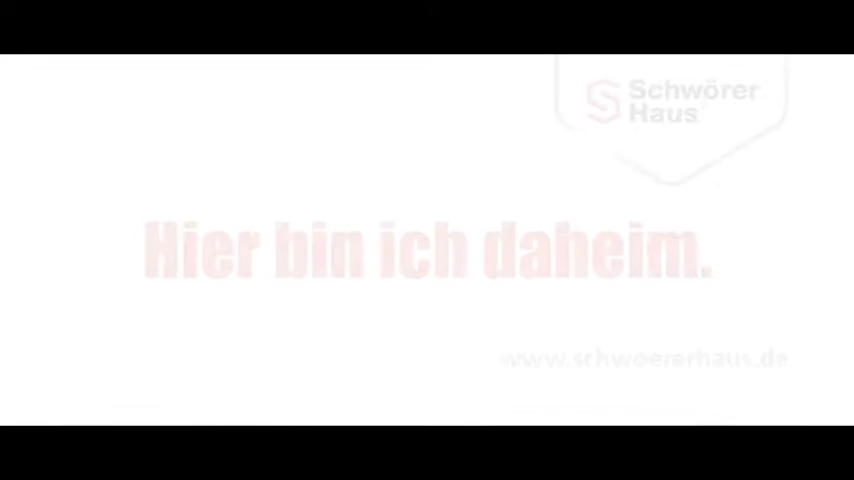 Schwörer
Haus
Hier bin ich daheim.
www.schwoererhaus.de